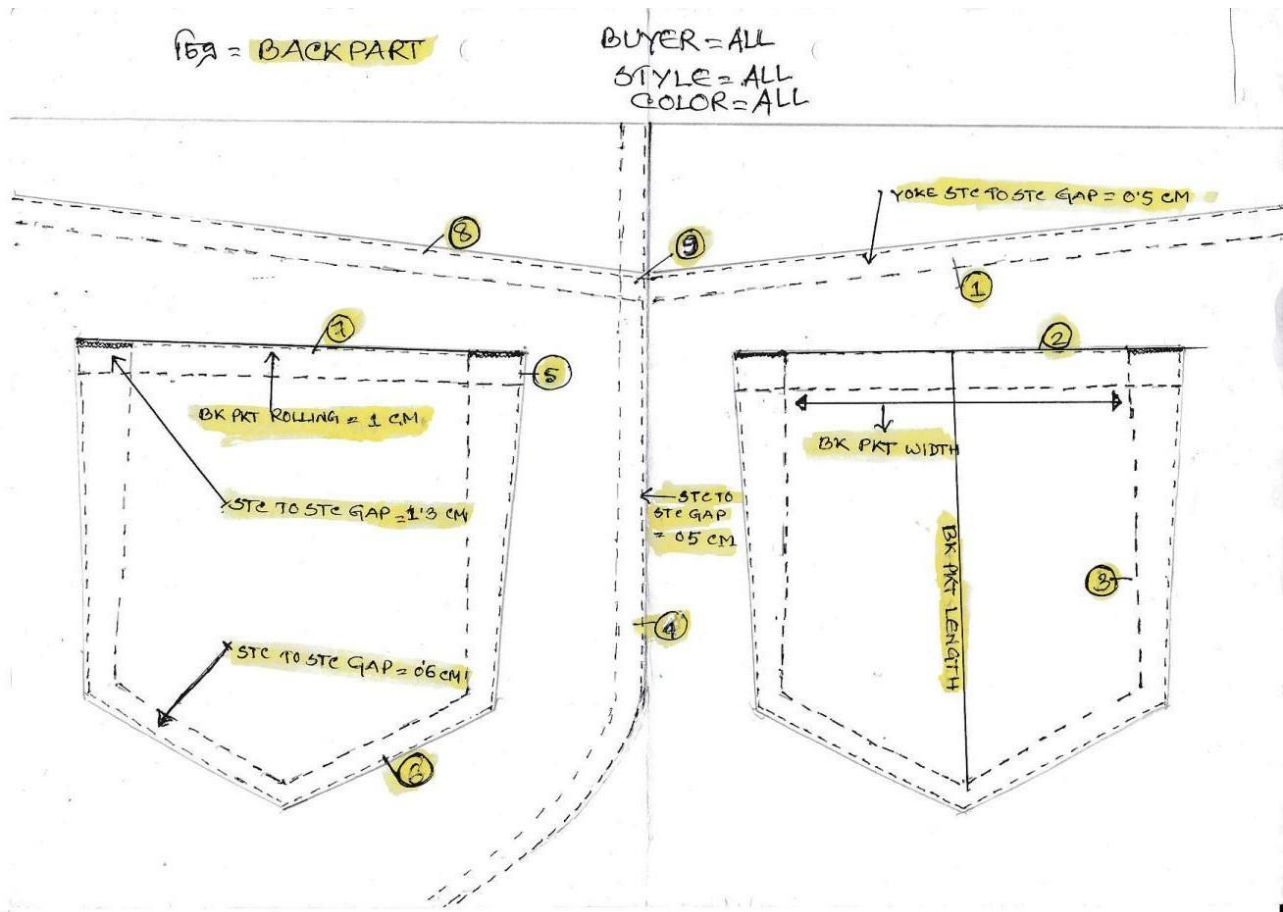 চিত্র = BACK PART
BUYER = ALL
STYLE = ALL
COLOR = ALL
YOKE STC TO STC GAP = 0'5 CM
8
9
1
7
2
5
BK PKT ROLLING = 1 CM
BK PKT WIDTH
STC TO STC GAP = 1'3 CM
STC TO
STC GAP
= 05 CM
BK PKT LENGTH
3
4
STC TO STC GAP = 06 CM
6